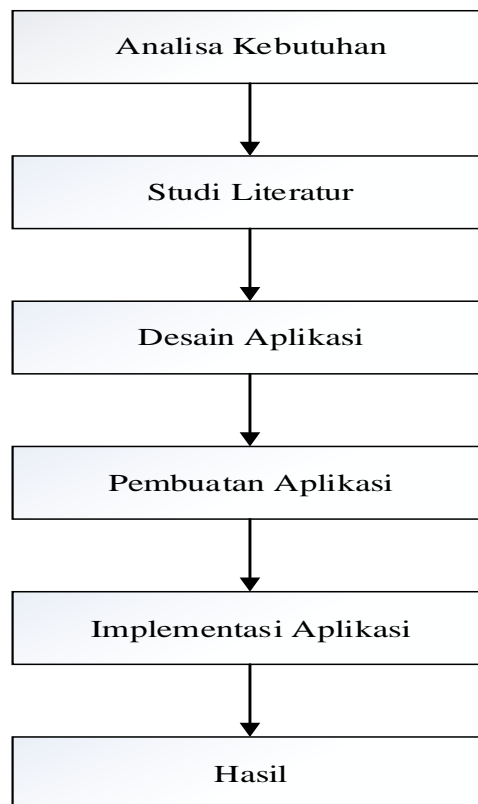 Analisa Kebutuhan
Studi Literatur
Desain Aplikasi
Pembuatan Aplikasi
Implementasi Aplikasi
Hasil